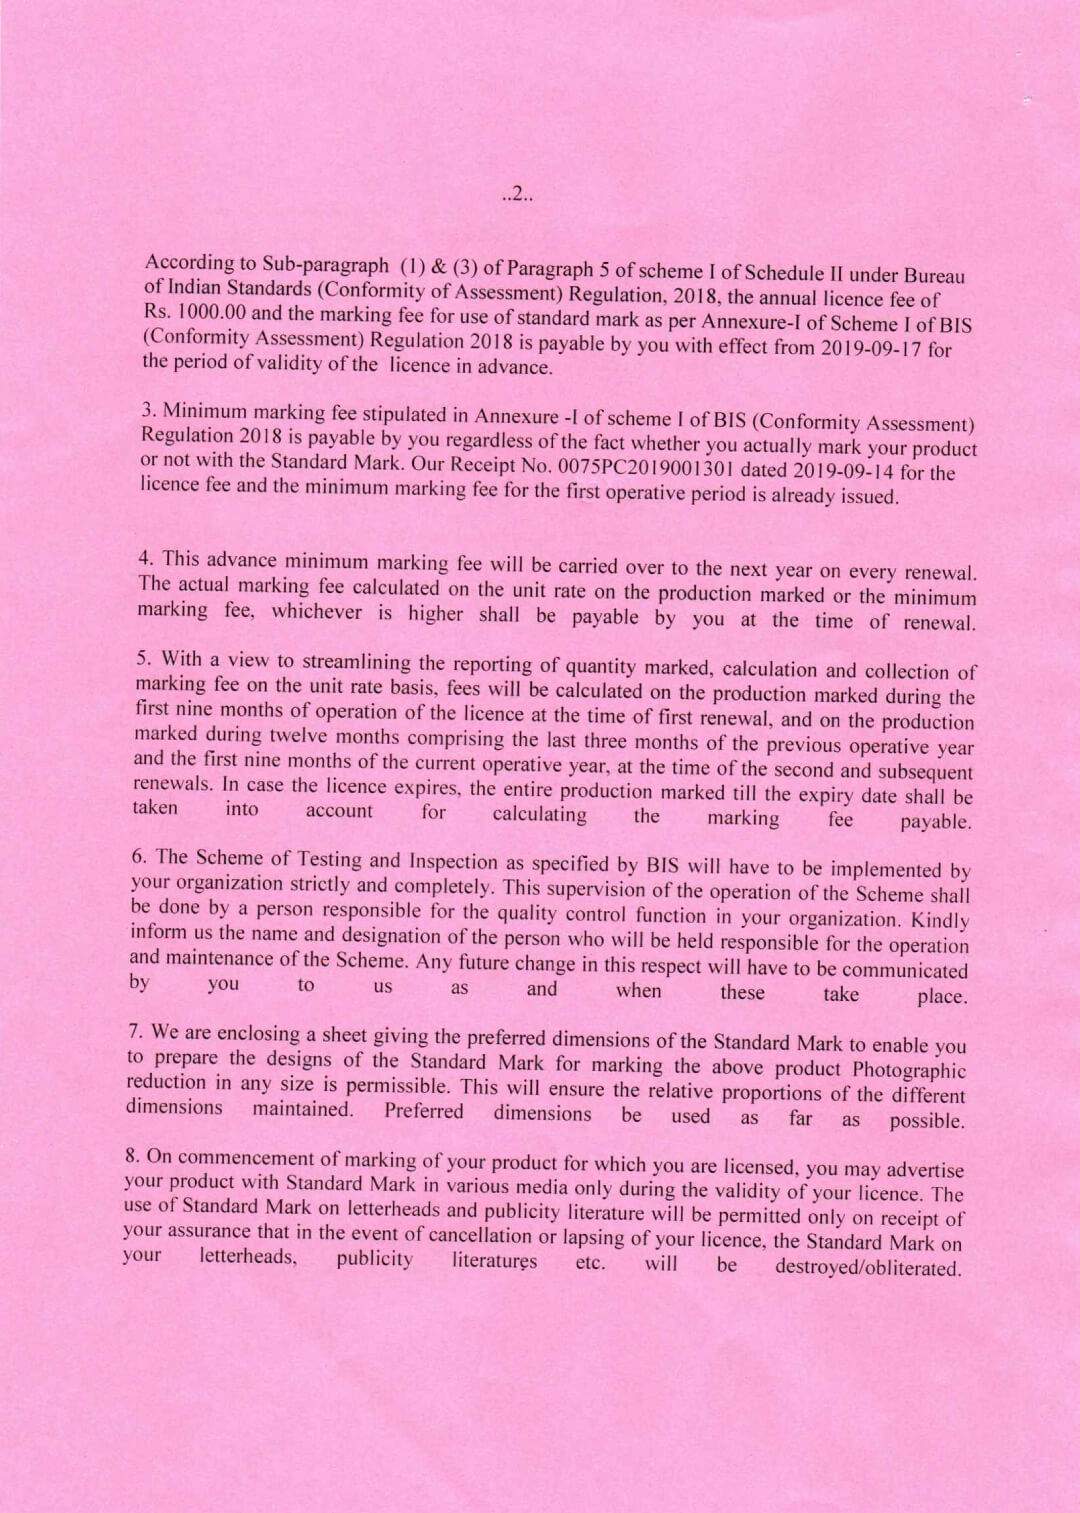 ..2..
According to Sub-paragraph (1) & (3) of Paragraph 5 of scheme I of Schedule II under Bureau
of Indian Standards (Conformity of Assessment) Regulation, 2018, the annual licence fee of
Rs. 1000.00 and the marking fee for use of standard mark as per Annexure-I of Scheme I of BIS
(Conformity Assessment) Regulation 2018 is payable by you with effect from 2019-09-17 for
the period of validity of the licence in advance.
3. Minimum marking fee stipulated in Annexure -I of scheme I of BIS (Conformity Assessment)
Regulation 2018 is payable by you regardless of the fact whether you actually mark your product
or not with the Standard Mark. Our Receipt No. 0075PC2019001301 dated 2019-09-14 for the
licence fee and the minimum marking fee for the first operative period is already issued.
4. This advance minimum marking fee will be carried over to the next year on every renewal.
The actual marking fee calculated on the unit rate on the production marked or the minimum
marking fee, whichever is higher shall be payable by you at the time of renewal.
5. With a view to streamlining the reporting of quantity marked, calculation and collection of
marking fee on the unit rate basis, fees will be calculated on the production marked during the
first nine months of operation of the licence at the time of first renewal, and on the production
marked during twelve months comprising the last three months of the previous operative year
and the first nine months of the current operative year, at the time of the second and subsequent
renewals. In case the licence expires, the entire production marked till the expiry date shall be
taken into account for calculating the marking fee payable.
6. The Scheme of Testing and Inspection as specified by BIS will have to be implemented by
your organization strictly and completely. This supervision of the operation of the Scheme shall
be done by a person responsible for the quality control function in your organization. Kindly
inform us the name and designation of the person who will be held responsible for the operation
and maintenance of the Scheme. Any future change in this respect will have to be communicated
by you to us as and when these take place.
7. We are enclosing a sheet giving the preferred dimensions of the Standard Mark to enable you
to prepare the designs of the Standard Mark for marking the above product Photographic
reduction in any size is permissible. This will ensure the relative proportions of the different
dimensions maintained. Preferred dimensions be used as far as possible.
8. On commencement of marking of your product for which you are licensed, you may advertise
your product with Standard Mark in various media only during the validity of your licence. The
use of Standard Mark on letterheads and publicity literature will be permitted only on receipt of
your assurance that in the event of cancellation or lapsing of your licence, the Standard Mark on
your letterheads, publicity literatures etc. will be destroyed/obliterated.